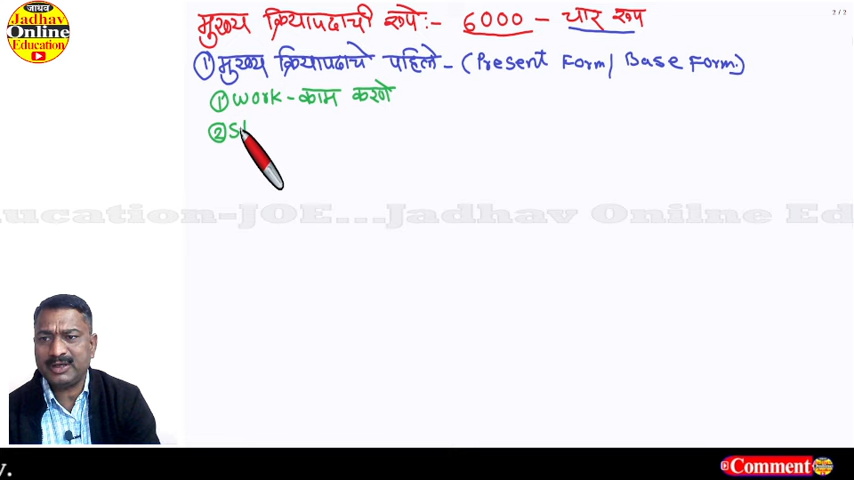 जाधव
Jadhav
Online
Education
मुख्य क्रियापदाची रूपे:- 6000 - चार रूप
2/2
① मुख्य क्रियापदाचे पहिले - (Present Form/ Base Form.)
① Work - काम करणे
②
ucation-JOE...Jadhav Onilne Ed
y.
Comment